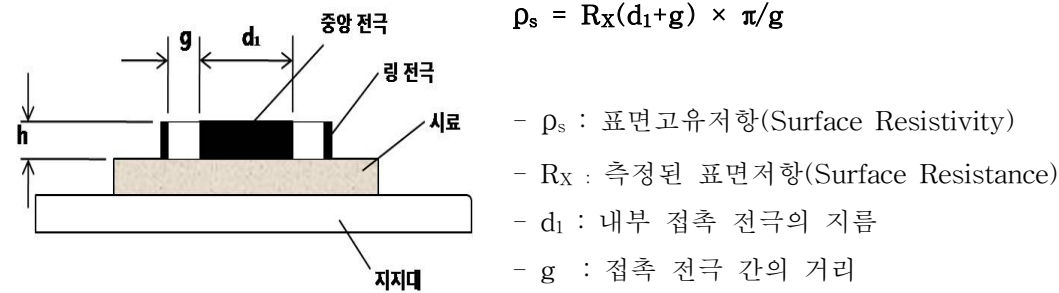 ρₛ = Rₓ(d₁+g) × π/g
g d₁
중앙 전극
링 전극
h
시료
지지대
- ρₛ : 표면고유저항(Surface Resistivity)
- Rₓ : 측정된 표면저항(Surface Resistance)
- d₁ : 내부 접촉 전극의 지름
- g : 접촉 전극 간의 거리